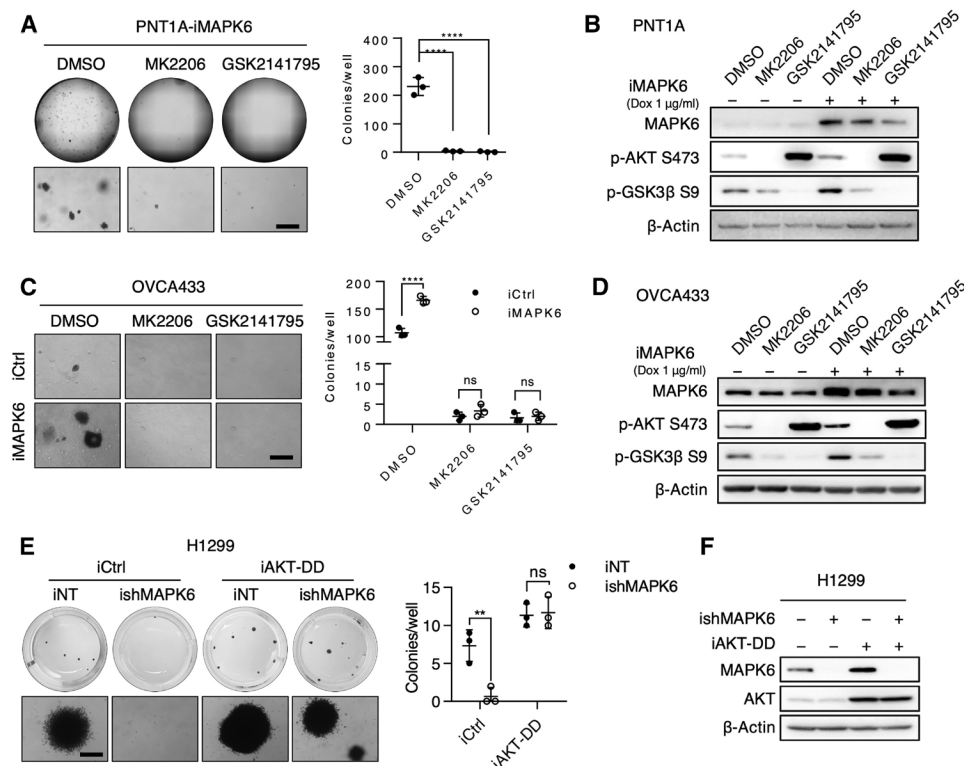 A
PNT1A-iMAPK6
DMSO MK2206 GSK2141795
Colonies/well
400
300
200
100
0
****
****
DMSO
MK2206
GSK2141795
B
PNT1A
DMSO
MK2206
GSK2141795
DMSO
MK2206
GSK2141795
iMAPK6
(Dox 1 μg/ml)
– – – + + +
MAPK6
p-AKT S473
p-GSK3β S9
β-Actin
C
OVCA433
DMSO MK2206 GSK2141795
iCtrl
iMAPK6
Colonies/well
200
150
100
15
10
5
0
****
ns
ns
iCtrl
iMAPK6
DMSO
MK2206
GSK2141795
D
OVCA433
DMSO
MK2206
GSK2141795
DMSO
MK2206
GSK2141795
iMAPK6
(Dox 1 μg/ml)
– – – + + +
MAPK6
p-AKT S473
p-GSK3β S9
β-Actin
E
H1299
iCtrl iAKT-DD
iNT ishMAPK6 iNT ishMAPK6
Colonies/well
15
10
5
0
**
ns
iNT
ishMAPK6
iCtrl
iAKT-DD
F
H1299
ishMAPK6 – + – +
iAKT-DD – – + +
MAPK6
AKT
β-Actin